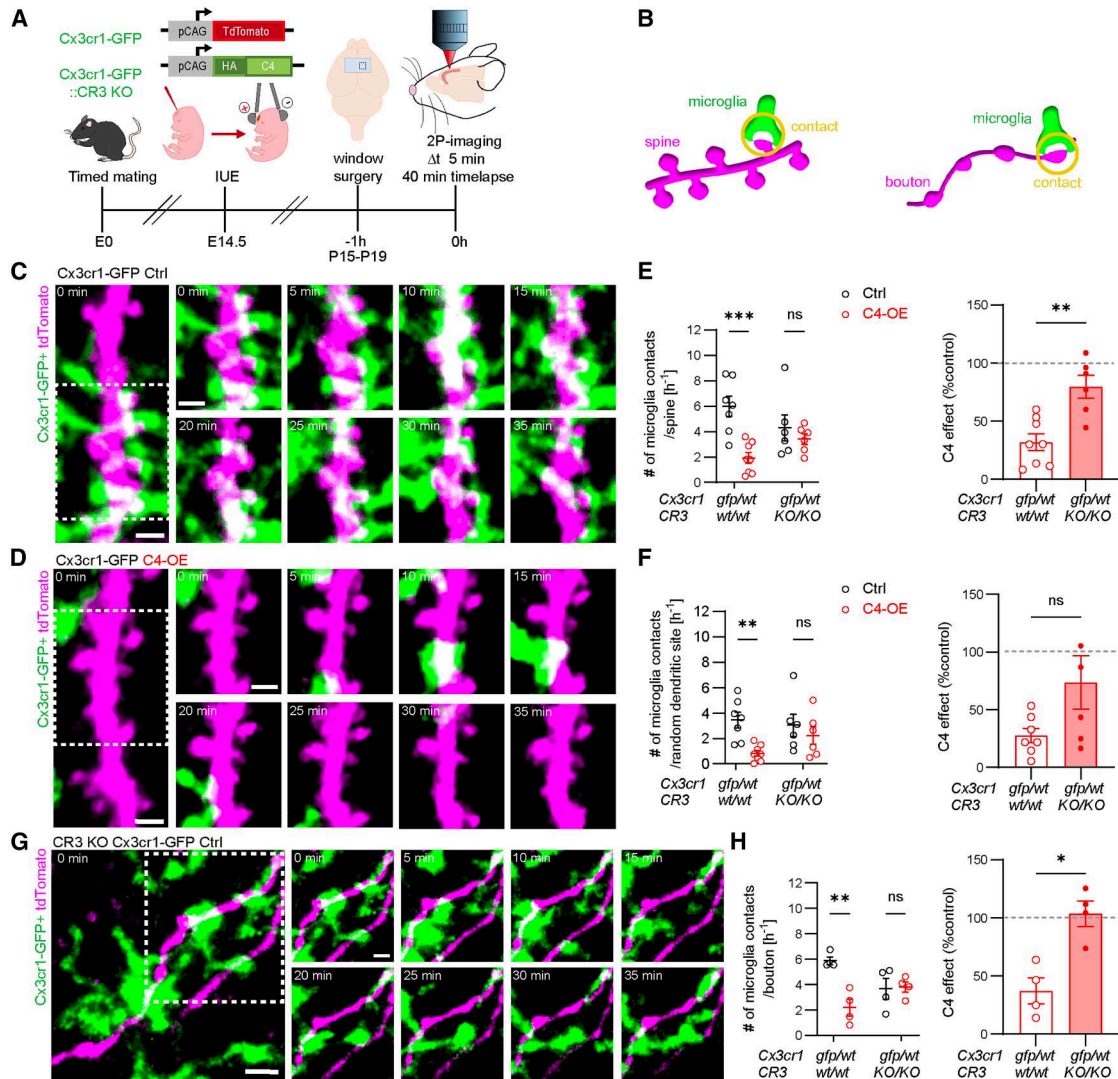 A
Cx3cr1-GFP
pCAG
TdTomato
Cx3cr1-GFP
::CR3 KO
pCAG
HA
C4
Timed mating
IUE
window
surgery
2P-imaging
Δt 5 min
40 min timelapse
E0
E14.5
-1h
0h
P15-P19
B
spine
microglia
contact
bouton
microglia
contact
C
Cx3cr1-GFP Ctrl
Cx3cr1-GFP+ tdTomato
0 min
0 min
5 min
10 min
15 min
20 min
25 min
30 min
35 min
D
Cx3cr1-GFP C4-OE
Cx3cr1-GFP+ tdTomato
0 min
0 min
5 min
10 min
15 min
20 min
25 min
30 min
35 min
E
# of microglia contacts
/spine [h⁻¹]
12
10
8
6
4
2
0
***
ns
Ctrl
C4-OE
Cx3cr1 gfp/wt gfp/wt
CR3 wt/wt KO/KO
C4 effect (%control)
150
100
50
0
**
Cx3cr1 gfp/wt gfp/wt
CR3 wt/wt KO/KO
F
# of microglia contacts
/random dendritic site [h⁻¹]
12
10
8
6
4
2
0
**
ns
Ctrl
C4-OE
Cx3cr1 gfp/wt gfp/wt
CR3 wt/wt KO/KO
C4 effect (%control)
150
100
50
0
ns
Cx3cr1 gfp/wt gfp/wt
CR3 wt/wt KO/KO
G
CR3 KO Cx3cr1-GFP Ctrl
Cx3cr1-GFP+ tdTomato
0 min
0 min
5 min
10 min
15 min
20 min
25 min
30 min
35 min
H
# of microglia contacts
/bouton [h⁻¹]
12
10
8
6
4
2
0
**
ns
Cx3cr1 gfp/wt gfp/wt
CR3 wt/wt KO/KO
C4 effect (%control)
150
100
50
0
*
Cx3cr1 gfp/wt gfp/wt
CR3 wt/wt KO/KO